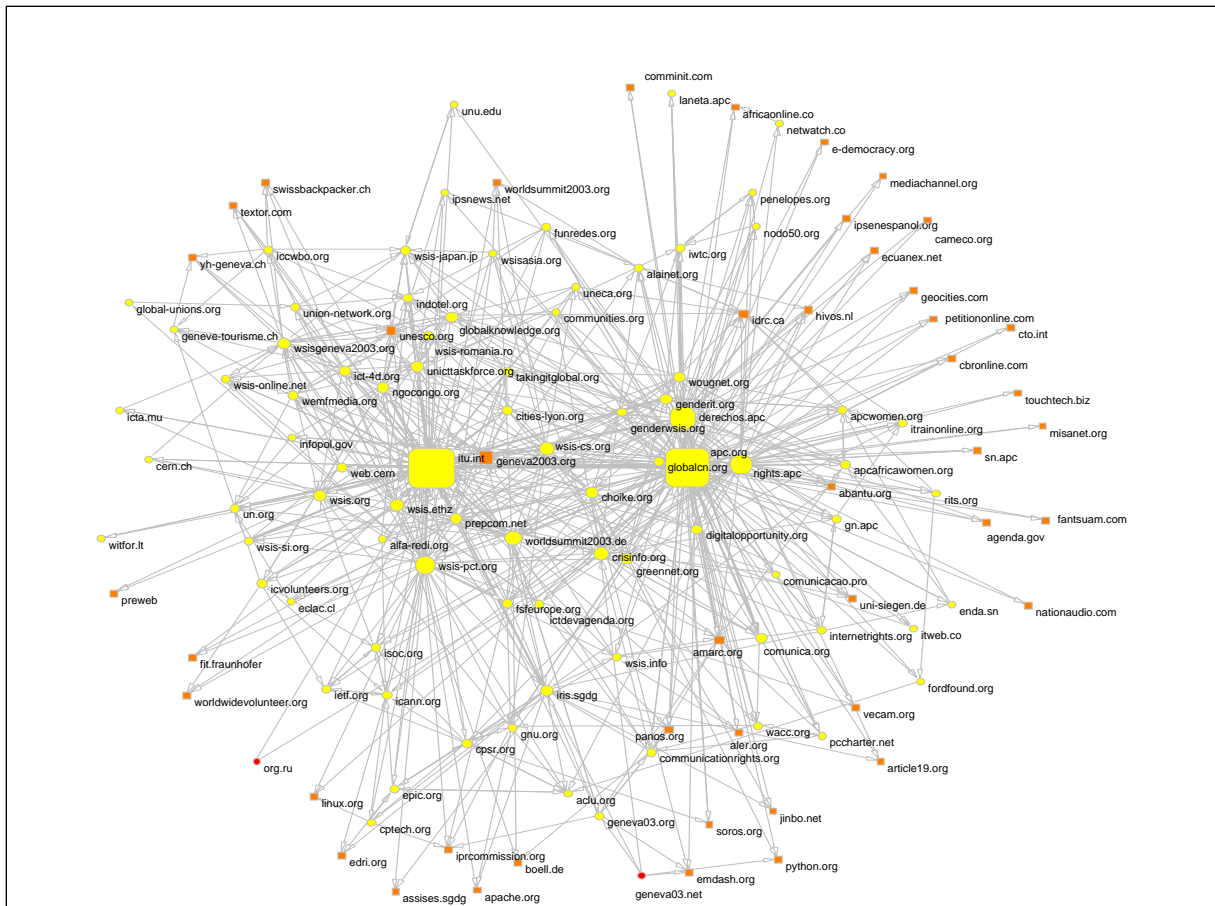 comminit.com
laneta.apc
africaonline.co
unu.edu
netwatch.co
e-democracy.org
mediachannel.org
swissbackpacker.ch
worldsummit2003.org
textor.com
ipsnews.net
penelopes.org
ipsenespanol.org
cameco.org
funredes.org
nodo50.org
iccwbo.org
wsis-japan.jp
wsisasia.org
iwtc.org
ecuanex.net
yh-geneva.ch
alainet.org
uneca.org
geocities.com
global-unions.org
indotel.org
union-network.org
communities.org
idrc.ca
hivos.nl
petitiononline.com
geneve-tourisme.ch
globalknowledge.org
unesco.org
cto.int
wsisgeneva2003.org
wsis-romania.ro
cbronline.com
unicttaskforce.org
ict-4d.org
takingitglobal.org
wsis-online.net
ngocongo.org
wougnet.org
wemfmedia.org
genderit.org
touchtech.biz
icta.mu
cities-lyon.org
derechos.apc
apcwomen.org
genderwsis.org
itrainonline.org
misanet.org
infopol.gov
wsis-cs.org
apc.org
sn.apc
itu.int
geneva2003.org
globalcn.org
rights.apc
cern.ch
web.cern
apcafricawomen.org
wsis.org
choike.org
abantu.org
rits.org
un.org
wsis.ethz
prepcom.net
gn.apc
fantsuam.com
digitalopportunity.org
agenda.gov
witfor.lt
wsis-si.org
alfa-redi.org
worldsummit2003.de
crisinfo.org
greennet.org
wsis-pct.org
comunicacao.pro
icvolunteers.org
preweb
eclac.cl
fsfeurope.org
ictdevagenda.org
uni-siegen.de
enda.sn
nationaudio.com
internetrights.org
itweb.co
isoc.org
amarc.org
comunica.org
fit.fraunhofer
wsis.info
ietf.org
icann.org
iris.sgdg
fordfound.org
worldwidevolunteer.org
vecam.org
gnu.org
panos.org
aler.org
wacc.org
pccharter.net
cpsr.org
communicationrights.org
org.ru
article19.org
epic.org
linux.org
aclu.org
jinbo.net
cptech.org
geneva03.org
soros.org
edri.org
iprcommission.org
boell.de
python.org
emdash.org
assises.sgdg
apache.org
geneva03.net